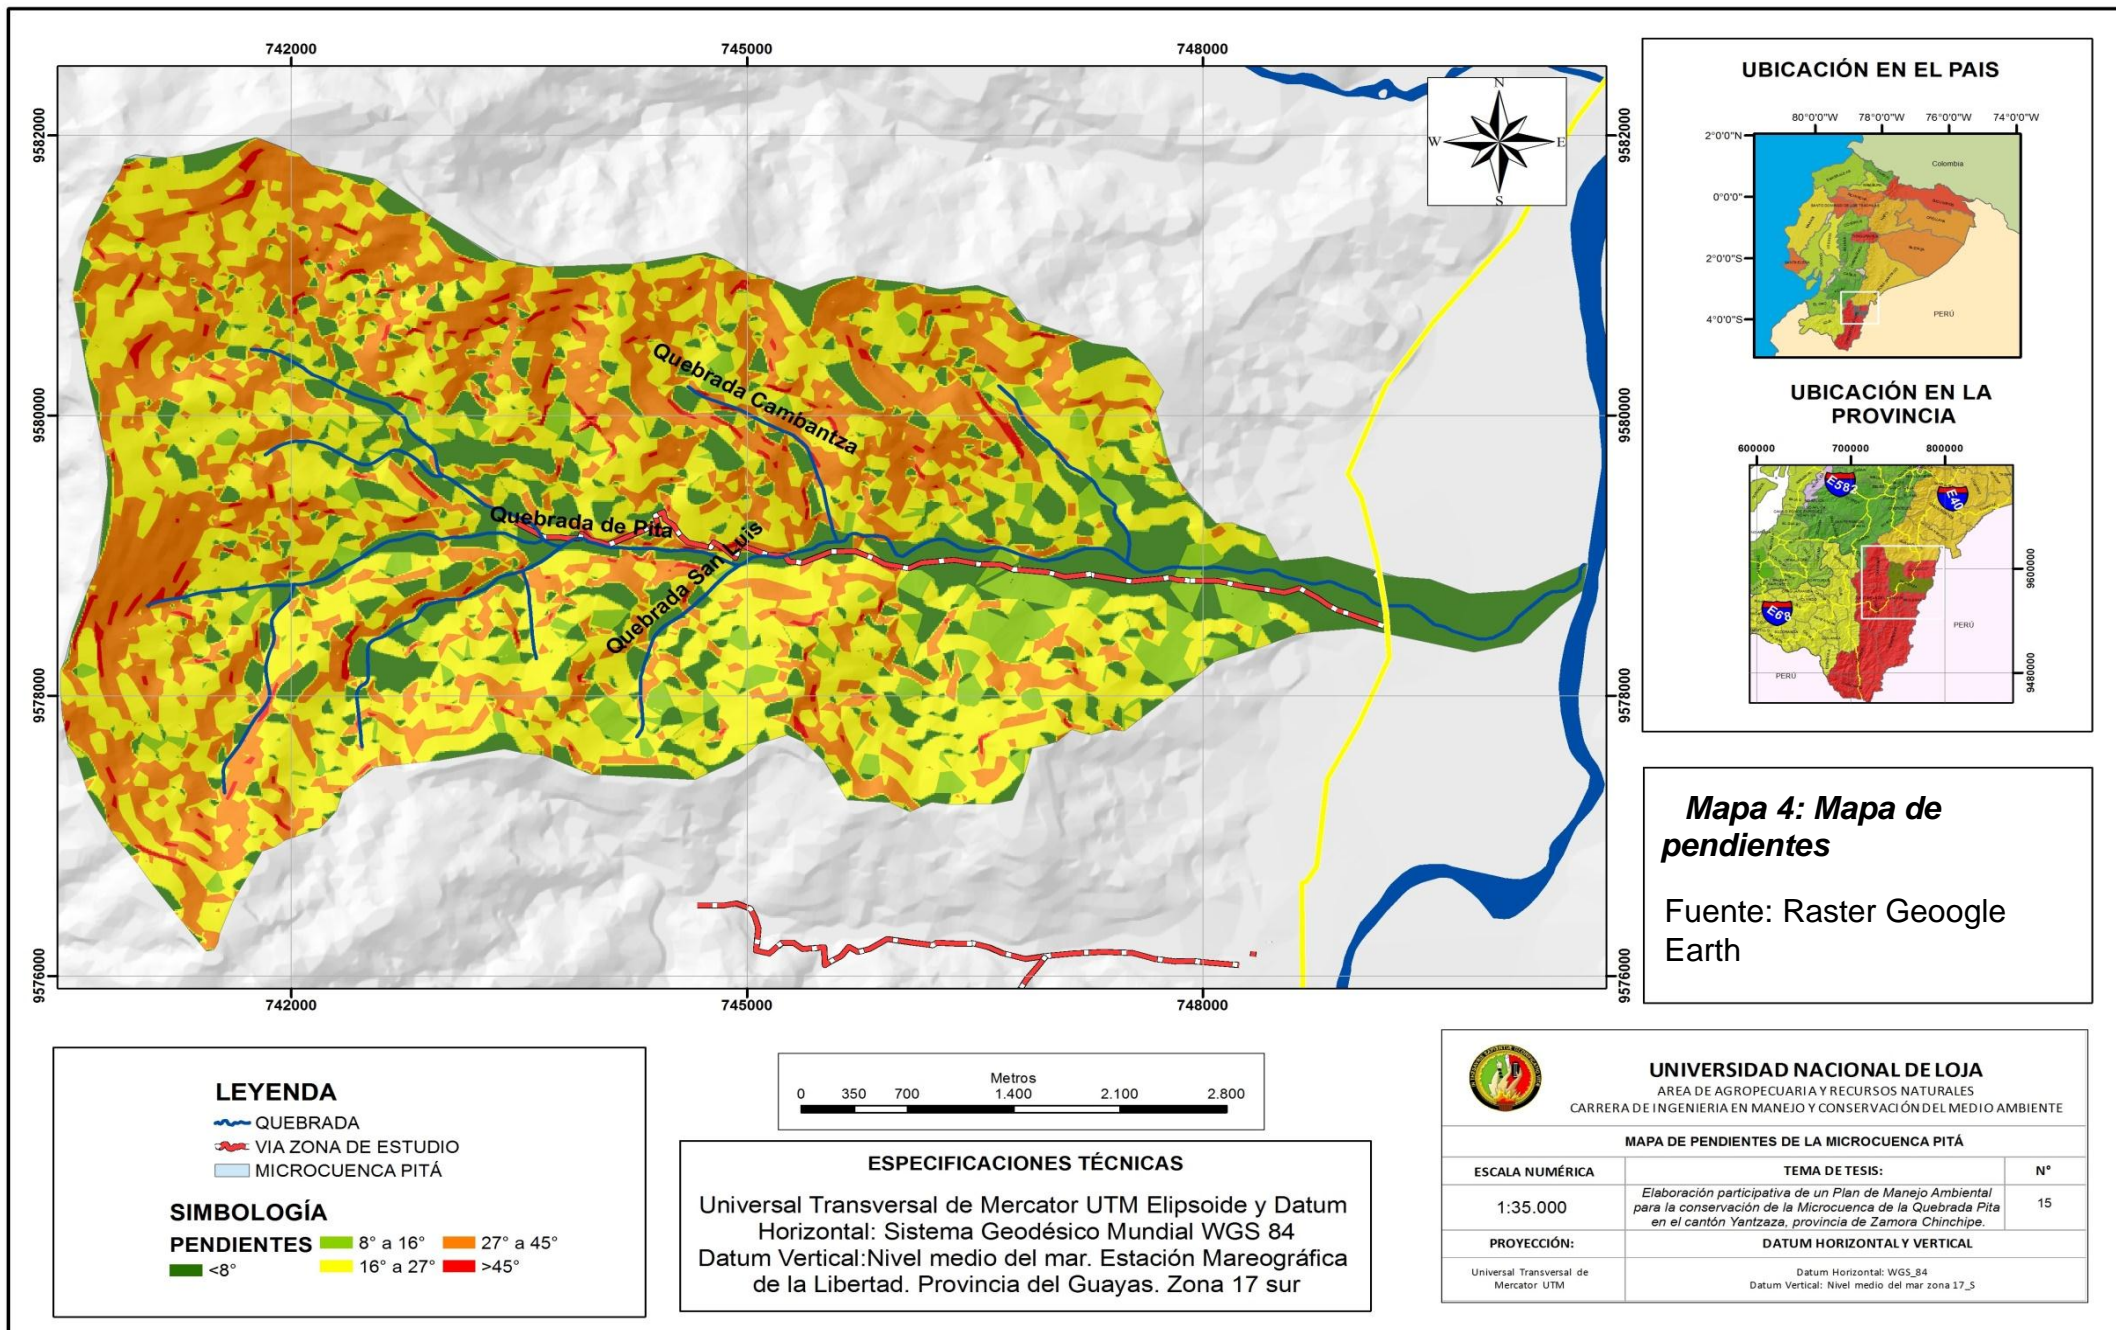 742000
745000
748000
9582000
9580000
9578000
9576000
9582000
9580000
9578000
9576000
742000
745000
748000
N
W
E
S
Quebrada Cambantza
Quebrada de Pita
Quebrada San Luis
UBICACIÓN EN EL PAIS
80°0'0"W
78°0'0"W
76°0'0"W
74°0'0"W
2°0'0"N
0°0'0"
2°0'0"S
4°0'0"S
Colombia
PERÚ
UBICACIÓN EN LA
PROVINCIA
600000
700000
800000
9600000
9480000
E582
E40
E68
PERÚ
PERÚ
Mapa 4: Mapa de
pendientes
Fuente: Raster Geoogle
Earth
LEYENDA
QUEBRADA
VIA ZONA DE ESTUDIO
MICROCUENCA PITÁ
SIMBOLOGÍA
PENDIENTES
<8°
8° a 16°
16° a 27°
27° a 45°
>45°
Metros
0 350 700 1.400 2.100 2.800
ESPECIFICACIONES TÉCNICAS
Universal Transversal de Mercator UTM Elipsoide y Datum
Horizontal: Sistema Geodésico Mundial WGS 84
Datum Vertical:Nivel medio del mar. Estación Mareográfica
de la Libertad. Provincia del Guayas. Zona 17 sur
UNIVERSIDAD NACIONAL DE LOJA
AREA DE AGROPECUARIA Y RECURSOS NATURALES
CARRERA DE INGENIERIA EN MANEJO Y CONSERVACIÓN DEL MEDIO AMBIENTE
MAPA DE PENDIENTES DE LA MICROCUENCA PITÁ
ESCALA NUMÉRICA
TEMA DE TESIS:
N°
1:35.000
Elaboración participativa de un Plan de Manejo Ambiental
para la conservación de la Microcuenca de la Quebrada Pita
en el cantón Yantzaza, provincia de Zamora Chinchipe.
15
PROYECCIÓN:
DATUM HORIZONTAL Y VERTICAL
Universal Transversal de
Mercator UTM
Datum Horizontal: WGS_84
Datum Vertical: Nivel medio del mar zona 17_S